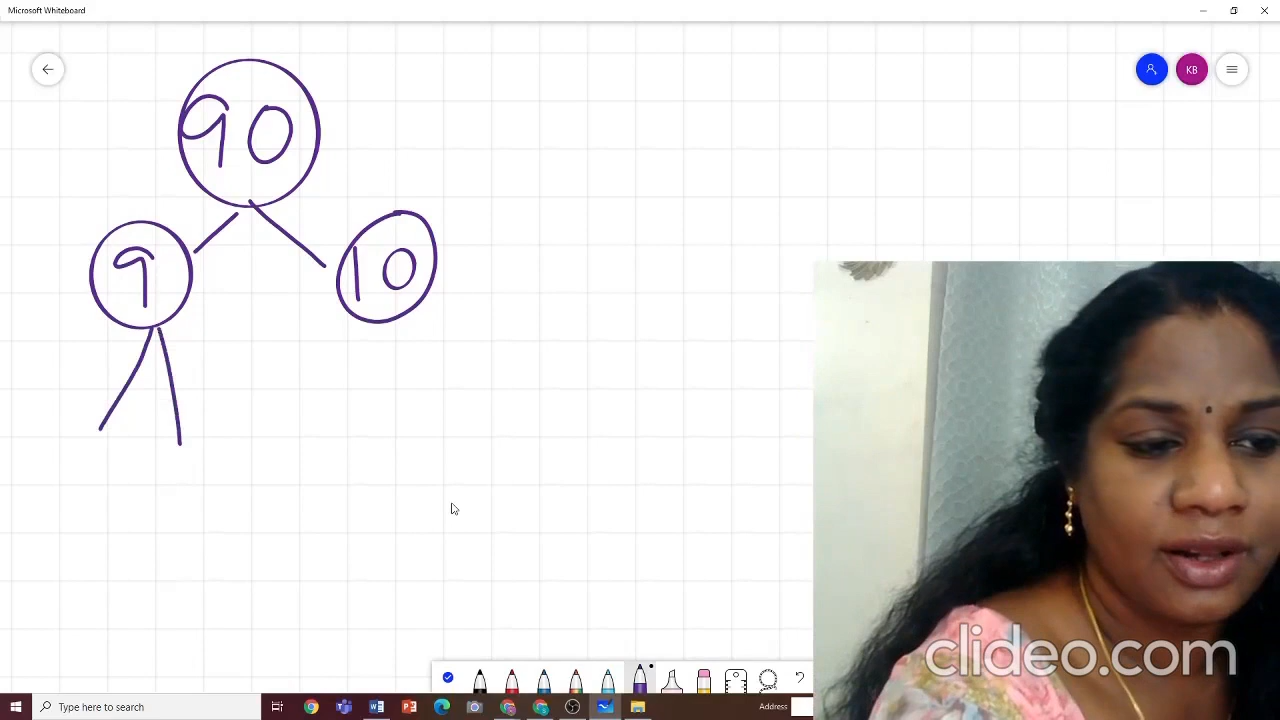 Microsoft Whiteboard
KB
90
9
10
clideo.com
Type here to search
Address